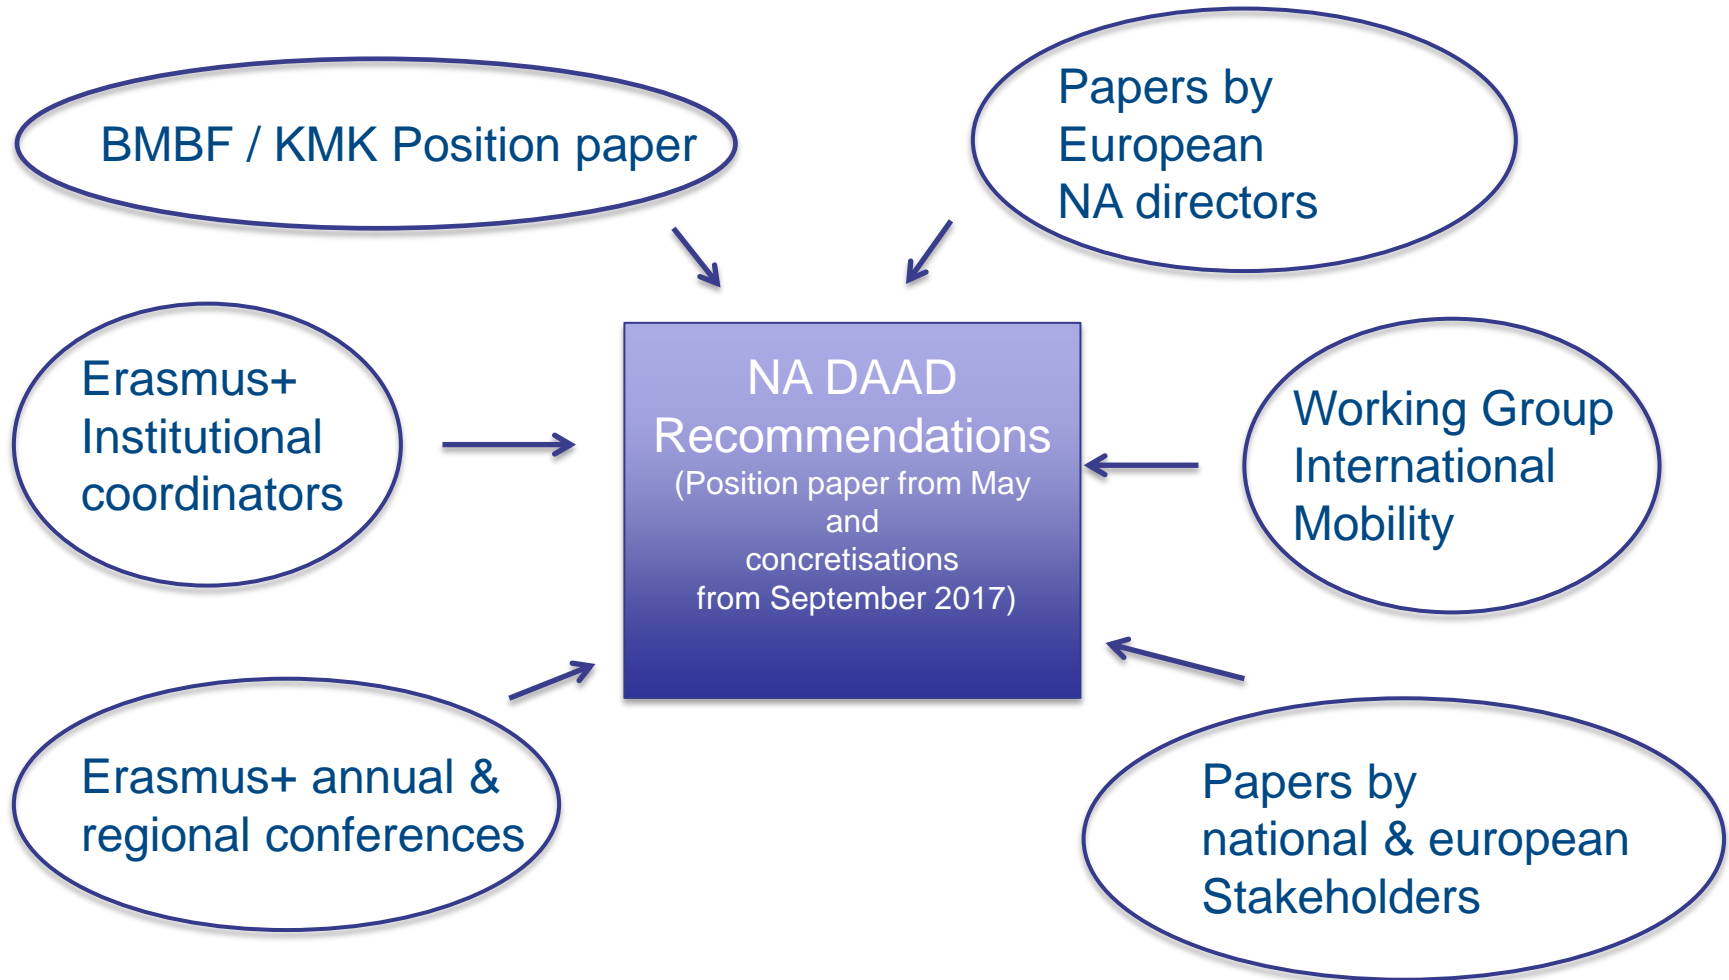 BMBF / KMK Position paper
Papers by
European
NA directors
Erasmus+
Institutional
coordinators
NA DAAD
Recommendations
(Position paper from May
and
concretisations
from September 2017)
Working Group
International
Mobility
Erasmus+ annual &
regional conferences
Papers by
national & european
Stakeholders